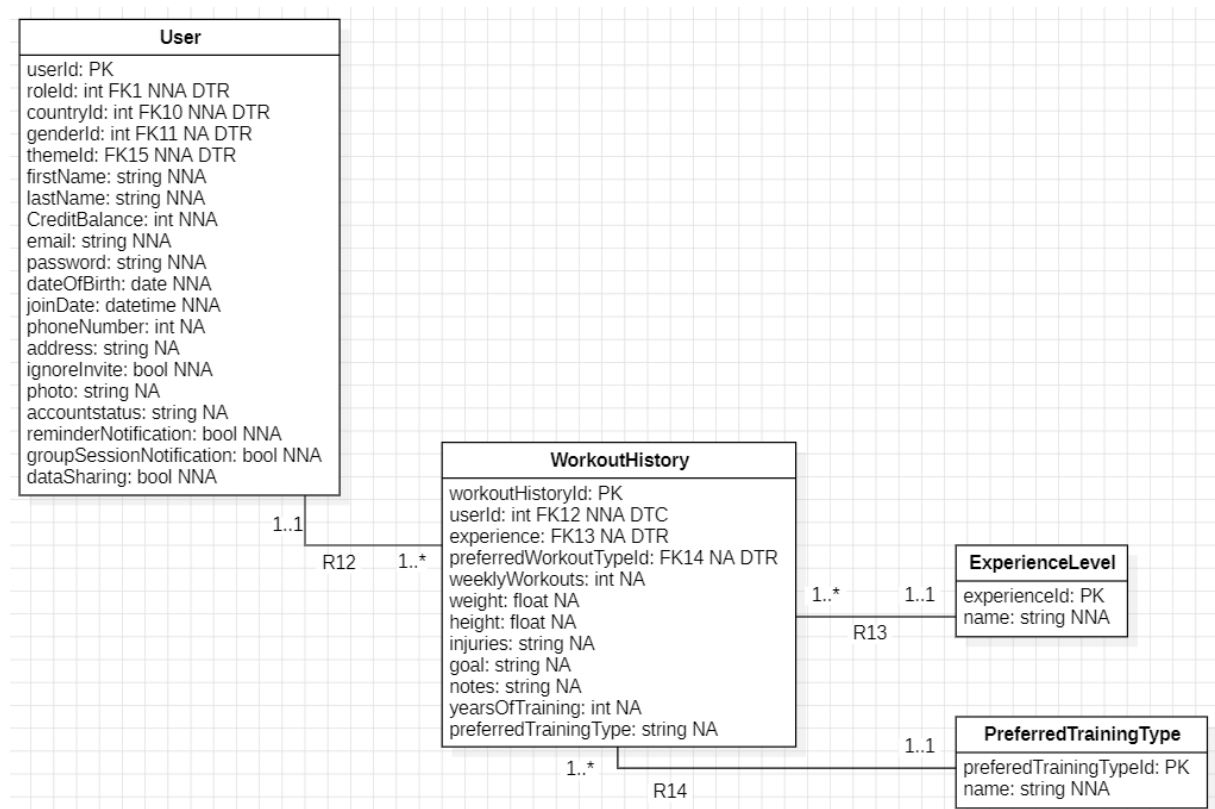 User
userId: PK
roleId: int FK1 NNA DTR
countryId: int FK10 NNA DTR
genderId: int FK11 NA DTR
themeId: FK15 NNA DTR
firstName: string NNA
lastName: string NNA
CreditBalance: int NNA
email: string NNA
password: string NNA
dateOfBirth: date NNA
joinDate: datetime NNA
phoneNumber: int NA
address: string NA
ignoreInvite: bool NNA
photo: string NA
accountstatus: string NA
reminderNotification: bool NNA
groupSessionNotification: bool NNA
dataSharing: bool NNA
1..1
R12
1..*
WorkoutHistory
workoutHistoryId: PK
userId: int FK12 NNA DTC
experience: FK13 NA DTR
preferredWorkoutTypeId: FK14 NA DTR
weeklyWorkouts: int NA
weight: float NA
height: float NA
injuries: string NA
goal: string NA
notes: string NA
yearsOfTraining: int NA
preferredTrainingType: string NA
1..*
R13
1..1
ExperienceLevel
experienceId: PK
name: string NNA
1..*
R14
1..1
PreferredTrainingType
preferedTrainingTypeId: PK
name: string NNA